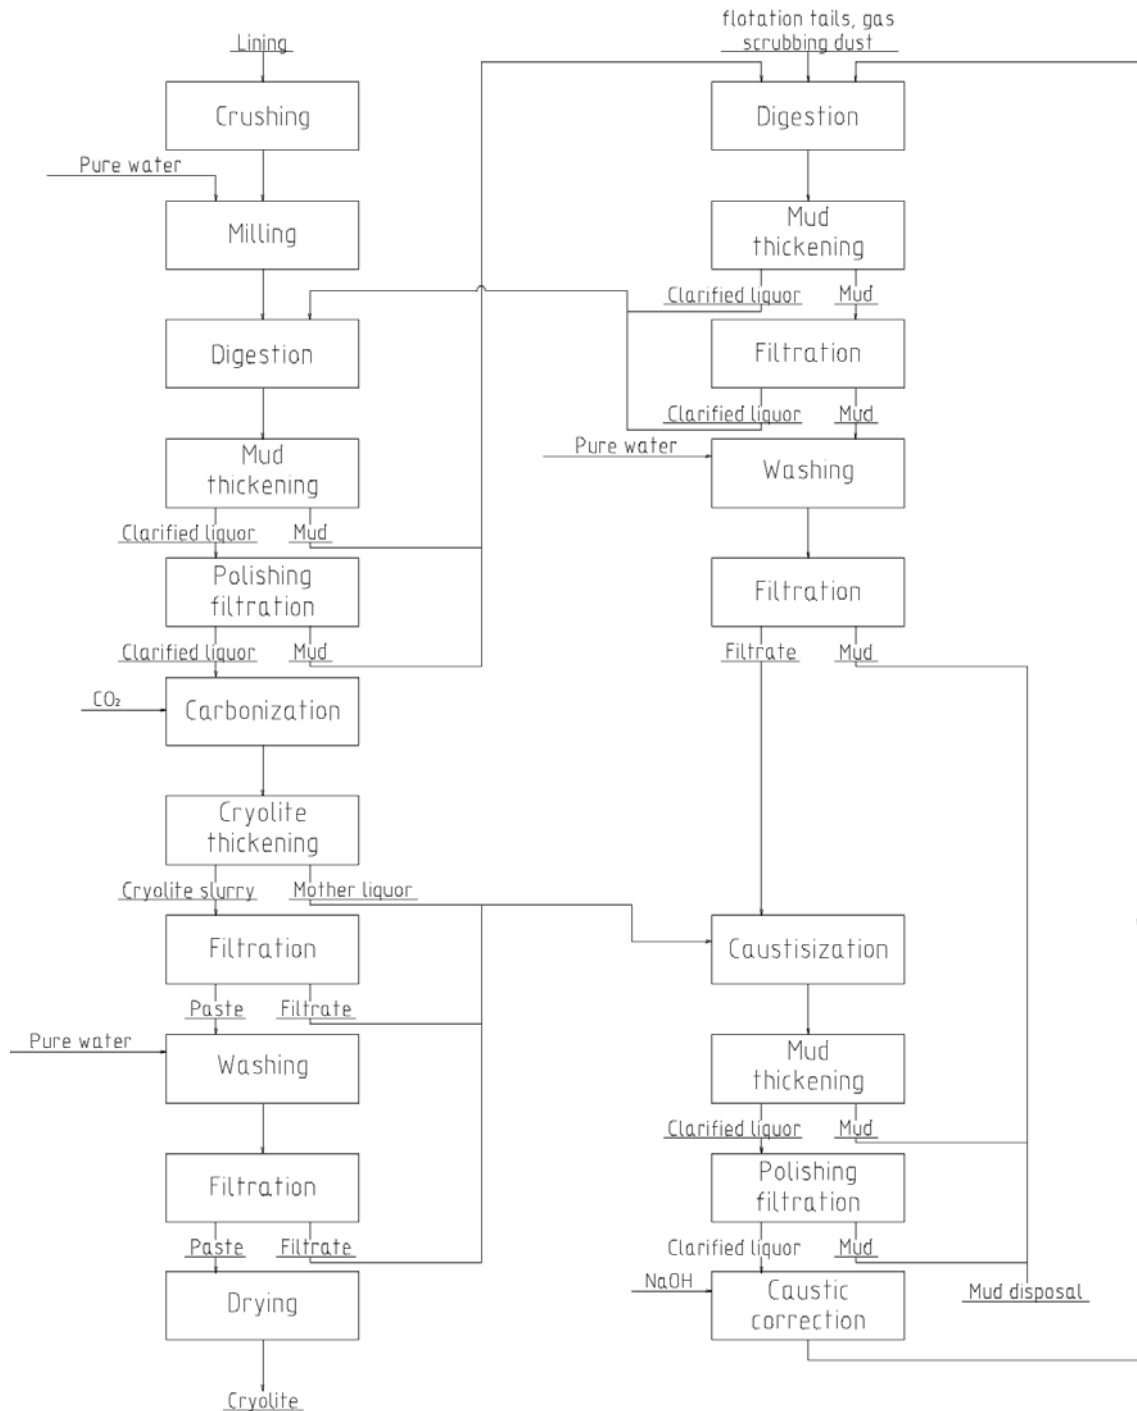 Lining
Crushing
Pure water
Milling
Digestion
Mud
thickening
Clarified liquor
Mud
Polishing
filtration
Clarified liquor
Mud
CO₂
Carbonization
Cryolite
thickening
Cryolite slurry
Mother liquor
Filtration
Paste
Filtrate
Pure water
Washing
Filtration
Paste
Filtrate
Drying
Cryolite
flotation tails, gas
scrubbing dust
Digestion
Mud
thickening
Clarified liquor
Mud
Filtration
Clarified liquor
Mud
Pure water
Washing
Filtration
Filtrate
Mud
Caustisization
Mud
thickening
Clarified liquor
Mud
Polishing
filtration
Clarified liquor
Mud
NaOH
Caustic
correction
Mud disposal